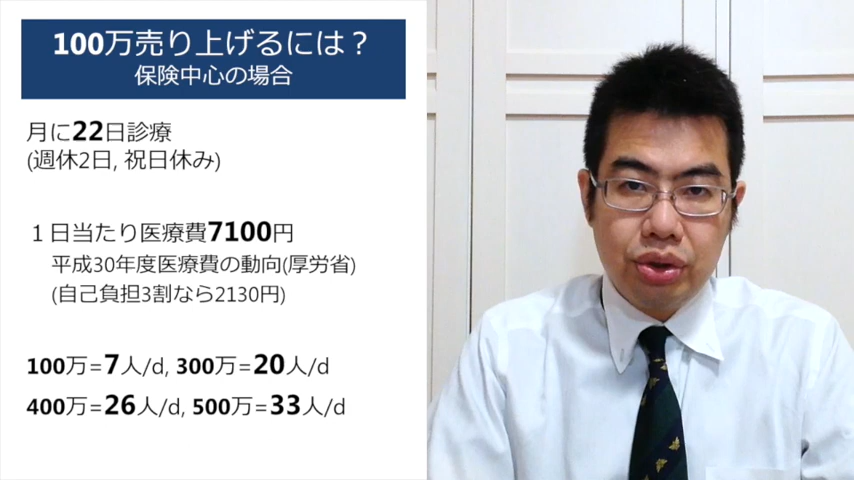 100万売り上げるには？
保険中心の場合
月に22日診療
(週休2日, 祝日休み)
１日当たり医療費7100円
平成30年度医療費の動向(厚労省)
(自己負担3割なら2130円)
100万=7人/d, 300万=20人/d
400万=26人/d, 500万=33人/d